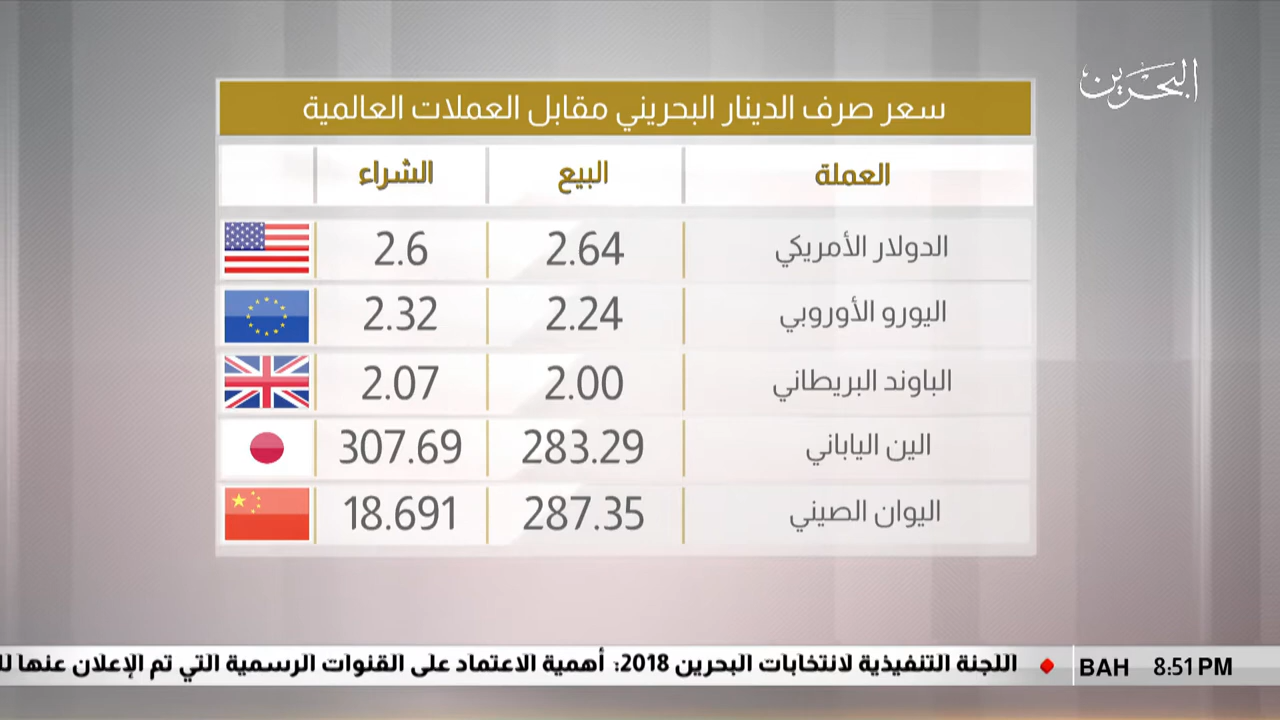 البحرين
سعر صرف الدينار البحريني مقابل العملات العالمية
العملة البيع الشراء
الدولار الأمريكي 2.64 2.6
اليورو الأوروبي 2.24 2.32
الباوند البريطاني 2.00 2.07
الين الياباني 283.29 307.69
اليوان الصيني 287.35 18.691
BAH 8:51 PM
اللجنة التنفيذية لانتخابات البحرين 2018: أهمية الاعتماد على القنوات الرسمية التي تم الإعلان عنها